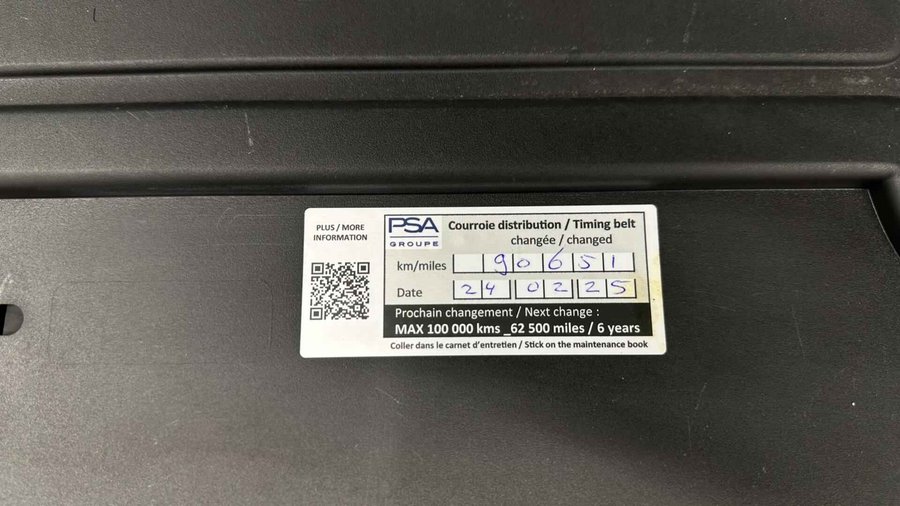 PLUS / MORE
INFORMATION
PSA
GROUPE
Courroie distribution / Timing belt
changée / changed
km/miles 90651
Date 24 02 25
Prochain changement / Next change :
MAX 100 000 kms _62 500 miles / 6 years
Coller dans le carnet d'entretien / Stick on the maintenance book